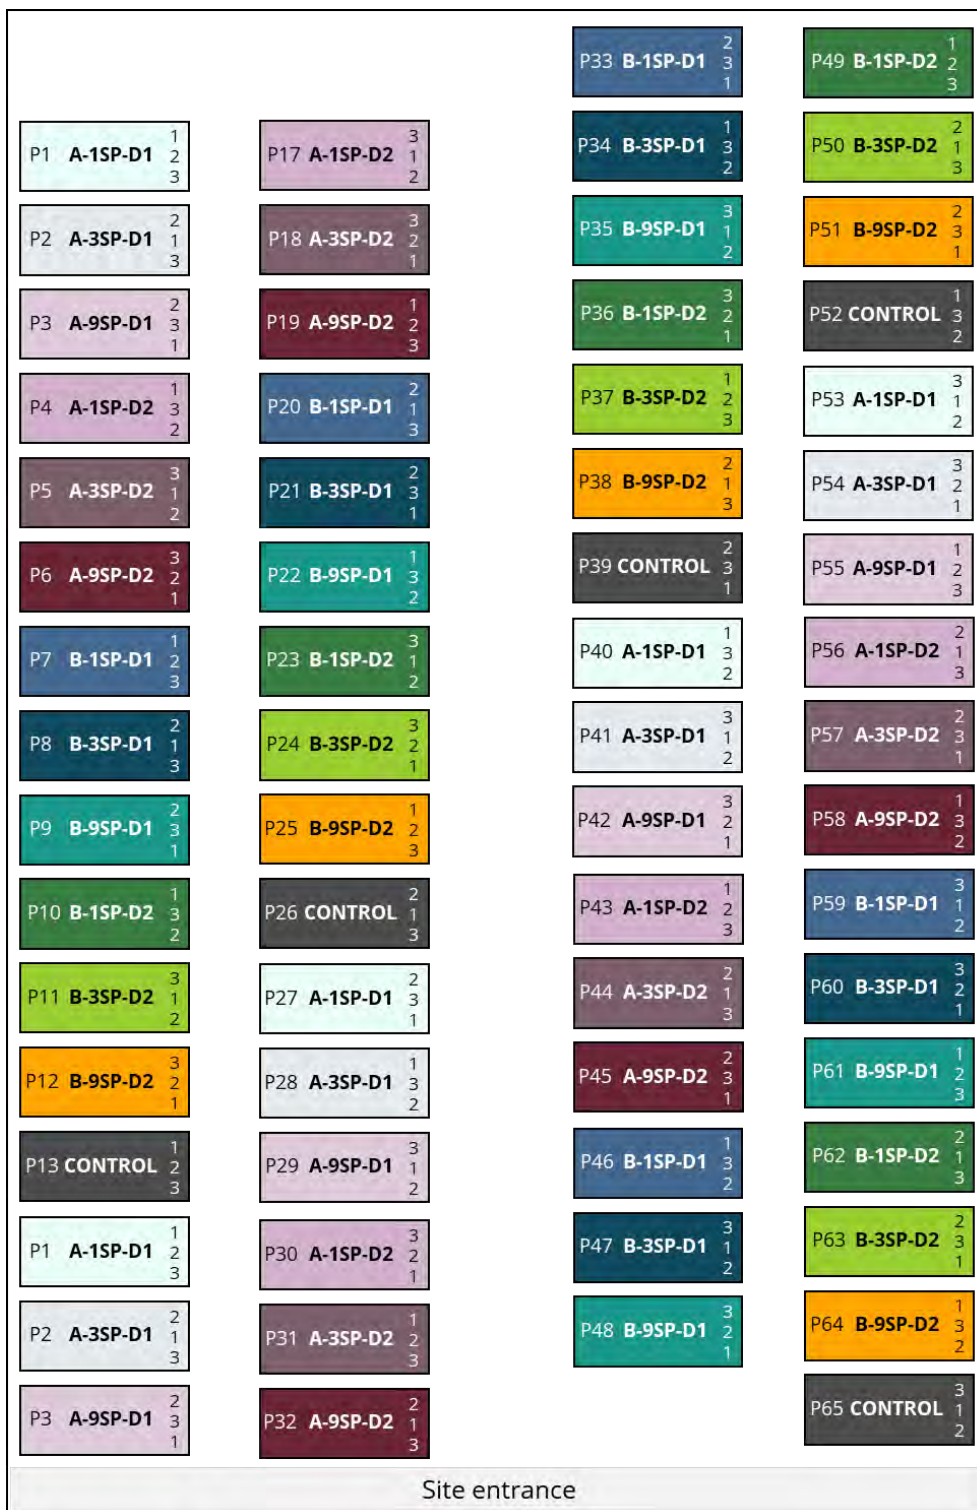 P1 A-1SP-D1 1 2 3
P2 A-3SP-D1 2 1 3
P3 A-9SP-D1 2 3 1
P4 A-1SP-D2 1 3 2
P5 A-3SP-D2 3 1 2
P6 A-9SP-D2 3 2 1
P7 B-1SP-D1 1 2 3
P8 B-3SP-D1 2 1 3
P9 B-9SP-D1 2 3 1
P10 B-1SP-D2 1 3 2
P11 B-3SP-D2 3 1 2
P12 B-9SP-D2 3 2 1
P13 CONTROL 1 2 3
P1 A-1SP-D1 1 2 3
P2 A-3SP-D1 2 1 3
P3 A-9SP-D1 2 3 1
P17 A-1SP-D2 3 1 2
P18 A-3SP-D2 3 2 1
P19 A-9SP-D2 1 2 3
P20 B-1SP-D1 2 1 3
P21 B-3SP-D1 2 3 1
P22 B-9SP-D1 1 3 2
P23 B-1SP-D2 3 1 2
P24 B-3SP-D2 3 2 1
P25 B-9SP-D2 1 2 3
P26 CONTROL 2 1 3
P27 A-1SP-D1 2 3 1
P28 A-3SP-D1 1 3 2
P29 A-9SP-D1 3 1 2
P30 A-1SP-D2 3 2 1
P31 A-3SP-D2 1 2 3
P32 A-9SP-D2 2 1 3
P33 B-1SP-D1 2 3 1
P34 B-3SP-D1 1 3 2
P35 B-9SP-D1 3 1 2
P36 B-1SP-D2 3 2 1
P37 B-3SP-D2 1 2 3
P38 B-9SP-D2 2 1 3
P39 CONTROL 2 3 1
P40 A-1SP-D1 1 3 2
P41 A-3SP-D1 3 1 2
P42 A-9SP-D1 3 2 1
P43 A-1SP-D2 1 2 3
P44 A-3SP-D2 2 1 3
P45 A-9SP-D2 2 3 1
P46 B-1SP-D1 1 3 2
P47 B-3SP-D1 3 1 2
P48 B-9SP-D1 3 2 1
P49 B-1SP-D2 1 2 3
P50 B-3SP-D2 2 1 3
P51 B-9SP-D2 2 3 1
P52 CONTROL 1 3 2
P53 A-1SP-D1 3 1 2
P54 A-3SP-D1 3 2 1
P55 A-9SP-D1 1 2 3
P56 A-1SP-D2 2 1 3
P57 A-3SP-D2 2 3 1
P58 A-9SP-D2 1 3 2
P59 B-1SP-D1 3 1 2
P60 B-3SP-D1 3 2 1
P61 B-9SP-D1 1 2 3
P62 B-1SP-D2 2 1 3
P63 B-3SP-D2 2 3 1
P64 B-9SP-D2 1 3 2
P65 CONTROL 3 1 2
Site entrance